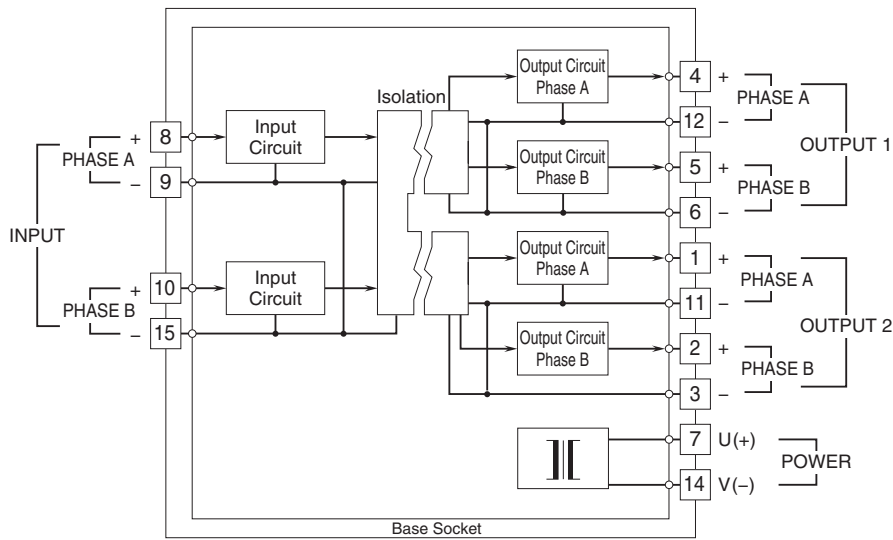 Output Circuit
Phase A
4
+
PHASE A
12
−
OUTPUT 1
Output Circuit
Phase B
5
+
PHASE B
6
−
Isolation
INPUT
PHASE A
+
8
−
9
Input
Circuit
PHASE B
+
10
−
15
Input
Circuit
Output Circuit
Phase A
1
+
PHASE A
11
−
OUTPUT 2
Output Circuit
Phase B
2
+
PHASE B
3
−
7
U(+)
POWER
14
V(−)
Base Socket